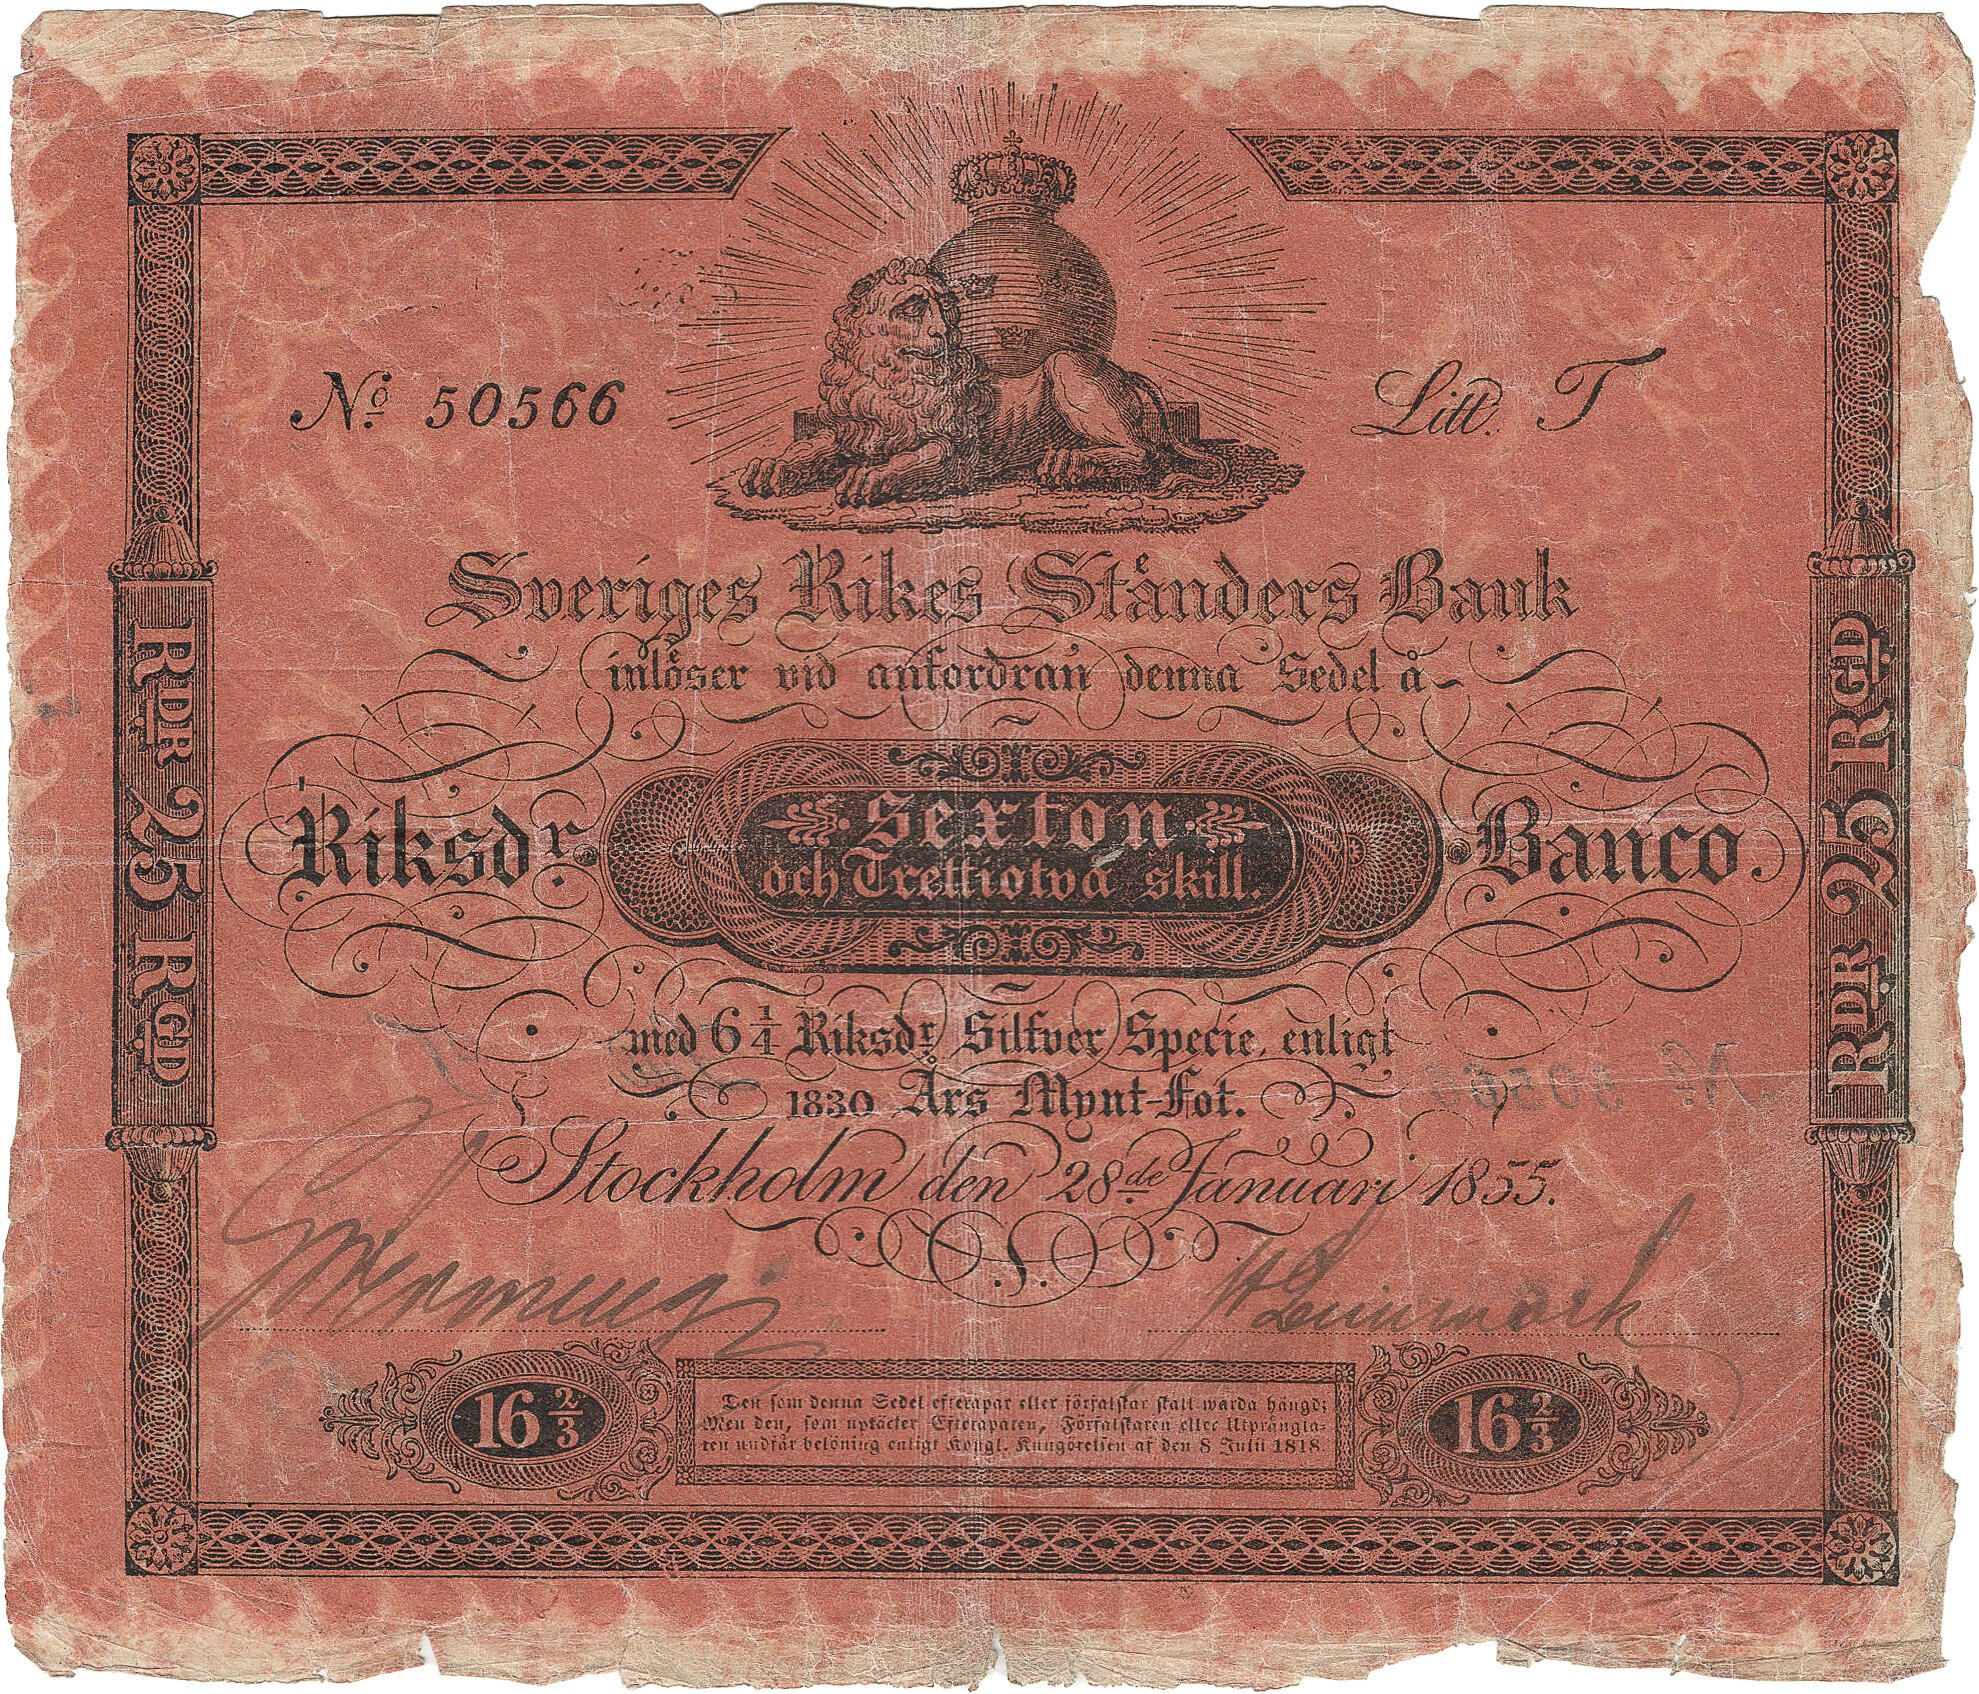 No. 50566
Litt. T
Sveriges Rikes Ständers Bank
inlöser vid anfordran denna Sedel å
Riksdr. Sexton Banco.
och Trettiotvå skill.
med 6 1/4 Riksdr Silfver Specie, enligt
1830 Års Mynt-Fot.
Stockholm den 28de Januari 1855.
16 2/3
Den som denna Sedel efterapar eller förfalskar skall warda hängd;
Men den, som uptäcker Efteraparen, Förfalskaren eller Utprångla-
ren undfår belöning enligt Kongl. Kungörelsen af den 8 Julii 1818.
16 2/3
RDR 25 RGD
RDR 25 RGD